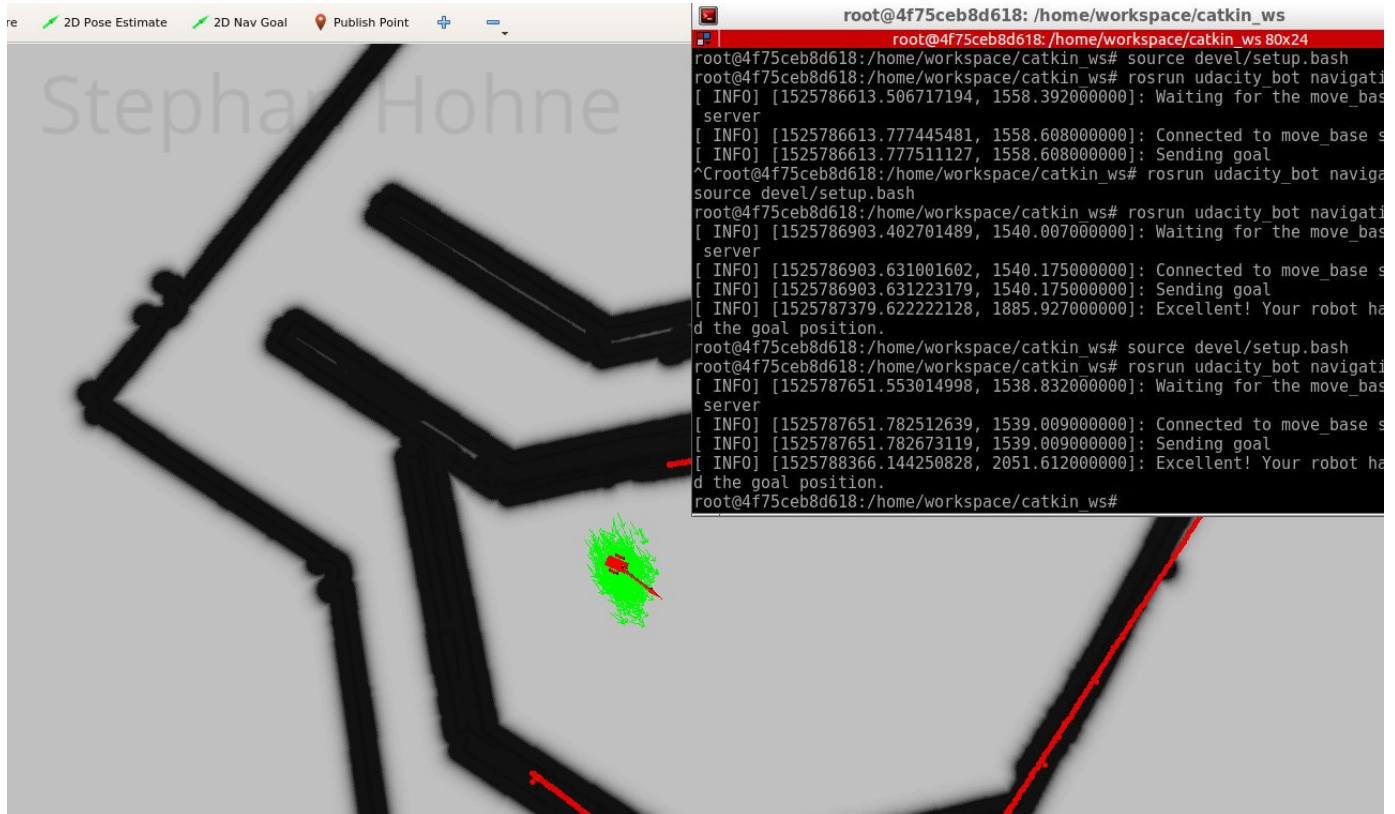 re 2D Pose Estimate 2D Nav Goal Publish Point
Stephan Hohne
root@4f75ceb8d618: /home/workspace/catkin_ws
root@4f75ceb8d618: /home/workspace/catkin_ws 80x24
root@4f75ceb8d618:/home/workspace/catkin_ws# source devel/setup.bash
root@4f75ceb8d618:/home/workspace/catkin_ws# rosrun udacity_bot navigati
[ INFO] [1525786613.506717194, 1558.392000000]: Waiting for the move_bas
server
[ INFO] [1525786613.777445481, 1558.608000000]: Connected to move_base s
[ INFO] [1525786613.777511127, 1558.608000000]: Sending goal
^Croot@4f75ceb8d618:/home/workspace/catkin_ws# rosrun udacity_bot naviga
source devel/setup.bash
root@4f75ceb8d618:/home/workspace/catkin_ws# rosrun udacity_bot navigati
[ INFO] [1525786903.402701489, 1540.007000000]: Waiting for the move_bas
server
[ INFO] [1525786903.631001602, 1540.175000000]: Connected to move_base s
[ INFO] [1525786903.631223179, 1540.175000000]: Sending goal
[ INFO] [1525787379.622222128, 1885.927000000]: Excellent! Your robot ha
d the goal position.
root@4f75ceb8d618:/home/workspace/catkin_ws# source devel/setup.bash
root@4f75ceb8d618:/home/workspace/catkin_ws# rosrun udacity_bot navigati
[ INFO] [1525787651.553014998, 1538.832000000]: Waiting for the move_bas
server
[ INFO] [1525787651.782512639, 1539.009000000]: Connected to move_base s
[ INFO] [1525787651.782673119, 1539.009000000]: Sending goal
[ INFO] [1525788366.144250828, 2051.612000000]: Excellent! Your robot ha
d the goal position.
root@4f75ceb8d618:/home/workspace/catkin_ws#